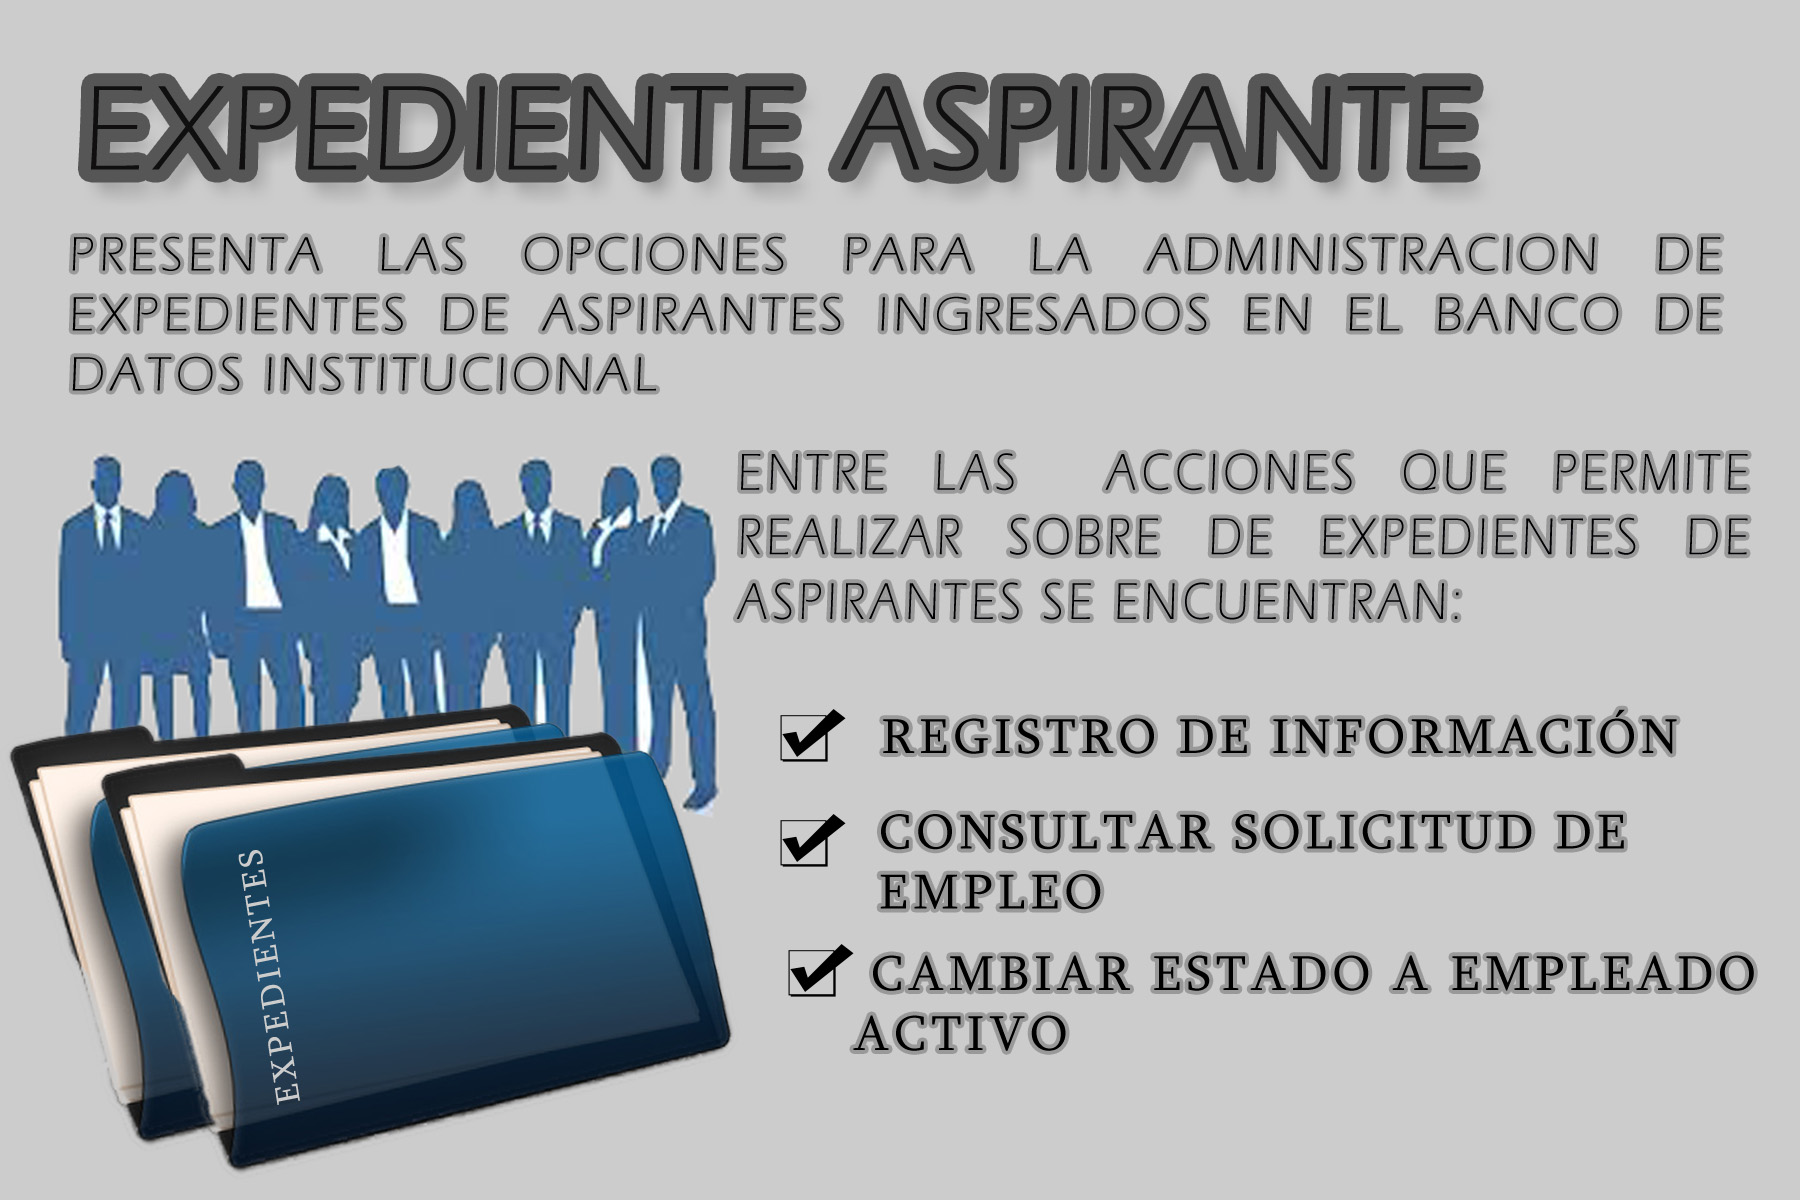 EXPEDIENTE ASPIRANTE
PRESENTA LAS OPCIONES PARA LA ADMINISTRACION DE
EXPEDIENTES DE ASPIRANTES INGRESADOS EN EL BANCO DE
DATOS INSTITUCIONAL
ENTRE LAS ACCIONES QUE PERMITE
REALIZAR SOBRE DE EXPEDIENTES DE
ASPIRANTES SE ENCUENTRAN:
REGISTRO DE INFORMACIÓN
CONSULTAR SOLICITUD DE
EMPLEO
CAMBIAR ESTADO A EMPLEADO
ACTIVO
EXPEDIENTES